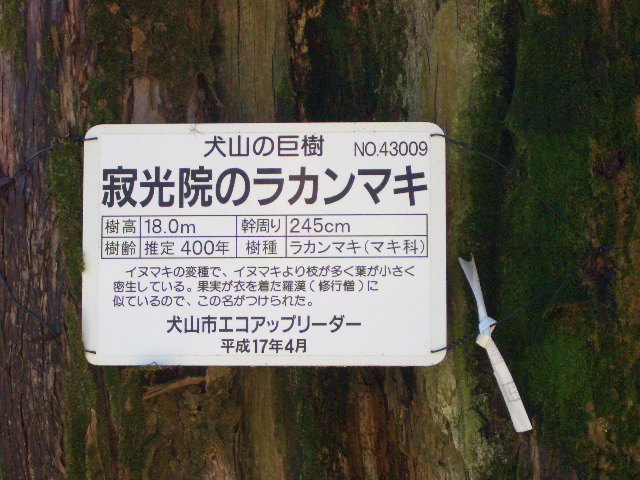 犬山の巨樹 NO.43009
寂光院のラカンマキ
樹高 18.0m 幹周り 245cm
樹齢 推定 400年 樹種 ラカンマキ(マキ科)
イヌマキの変種で、イヌマキより枝が多く葉が小さく
密生している。果実が衣を着た羅漢(修行僧)に
似ているので、この名がつけられた。
犬山市エコアップリーダー
平成17年4月